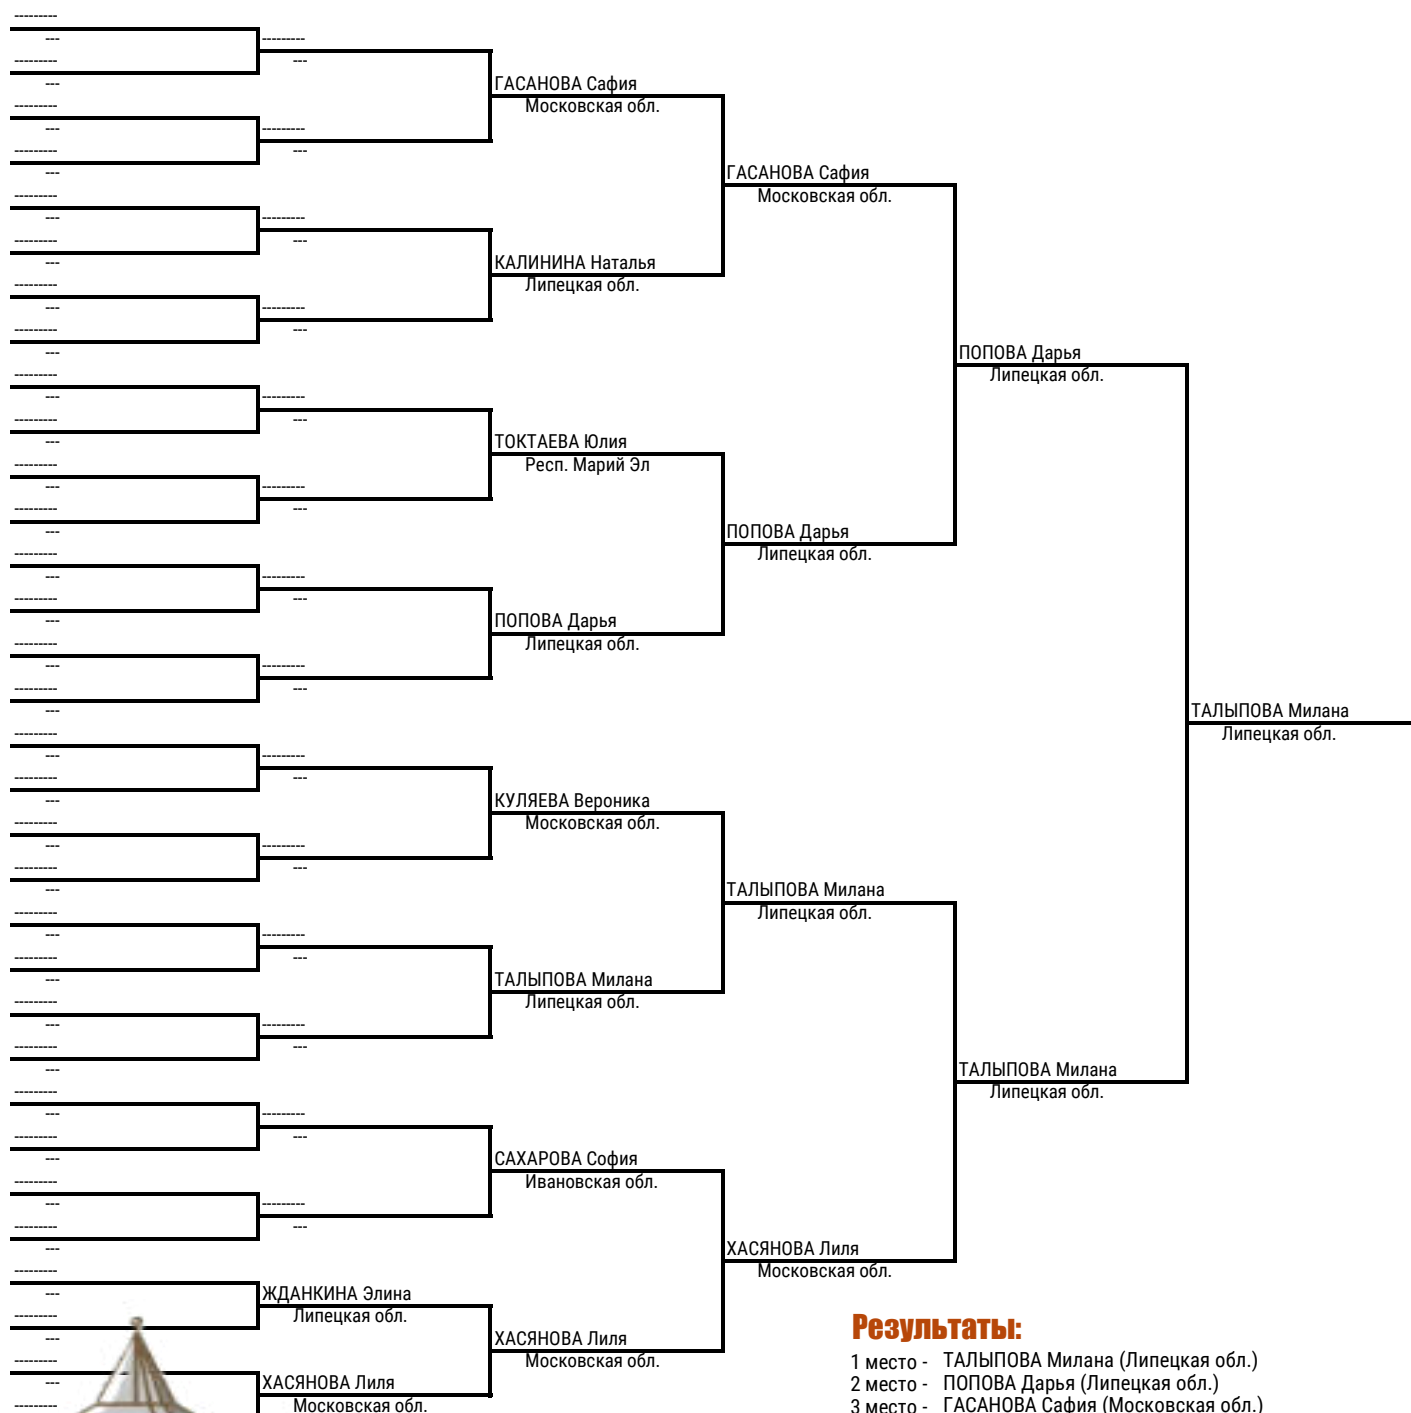 ЖДАНКИНА Элина
Липецкая обл.
ХАСЯНОВА Лиля
Московская обл.
ГАСАНОВА Сафия
Московская обл.
КАЛИНИНА Наталья
Липецкая обл.
ТОКТАЕВА Юлия
Респ. Марий Эл
ПОПОВА Дарья
Липецкая обл.
КУЛЯЕВА Вероника
Московская обл.
ТАЛЫПОВА Милана
Липецкая обл.
САХАРОВА София
Ивановская обл.
ХАСЯНОВА Лиля
Московская обл.
ГАСАНОВА Сафия
Московская обл.
ПОПОВА Дарья
Липецкая обл.
ТАЛЫПОВА Милана
Липецкая обл.
ХАСЯНОВА Лиля
Московская обл.
ПОПОВА Дарья
Липецкая обл.
ТАЛЫПОВА Милана
Липецкая обл.
ТАЛЫПОВА Милана
Липецкая обл.
Результаты:
1 место - ТАЛЫПОВА Милана (Липецкая обл.)
2 место - ПОПОВА Дарья (Липецкая обл.)
3 место - ГАСАНОВА Сафия (Московская обл.)